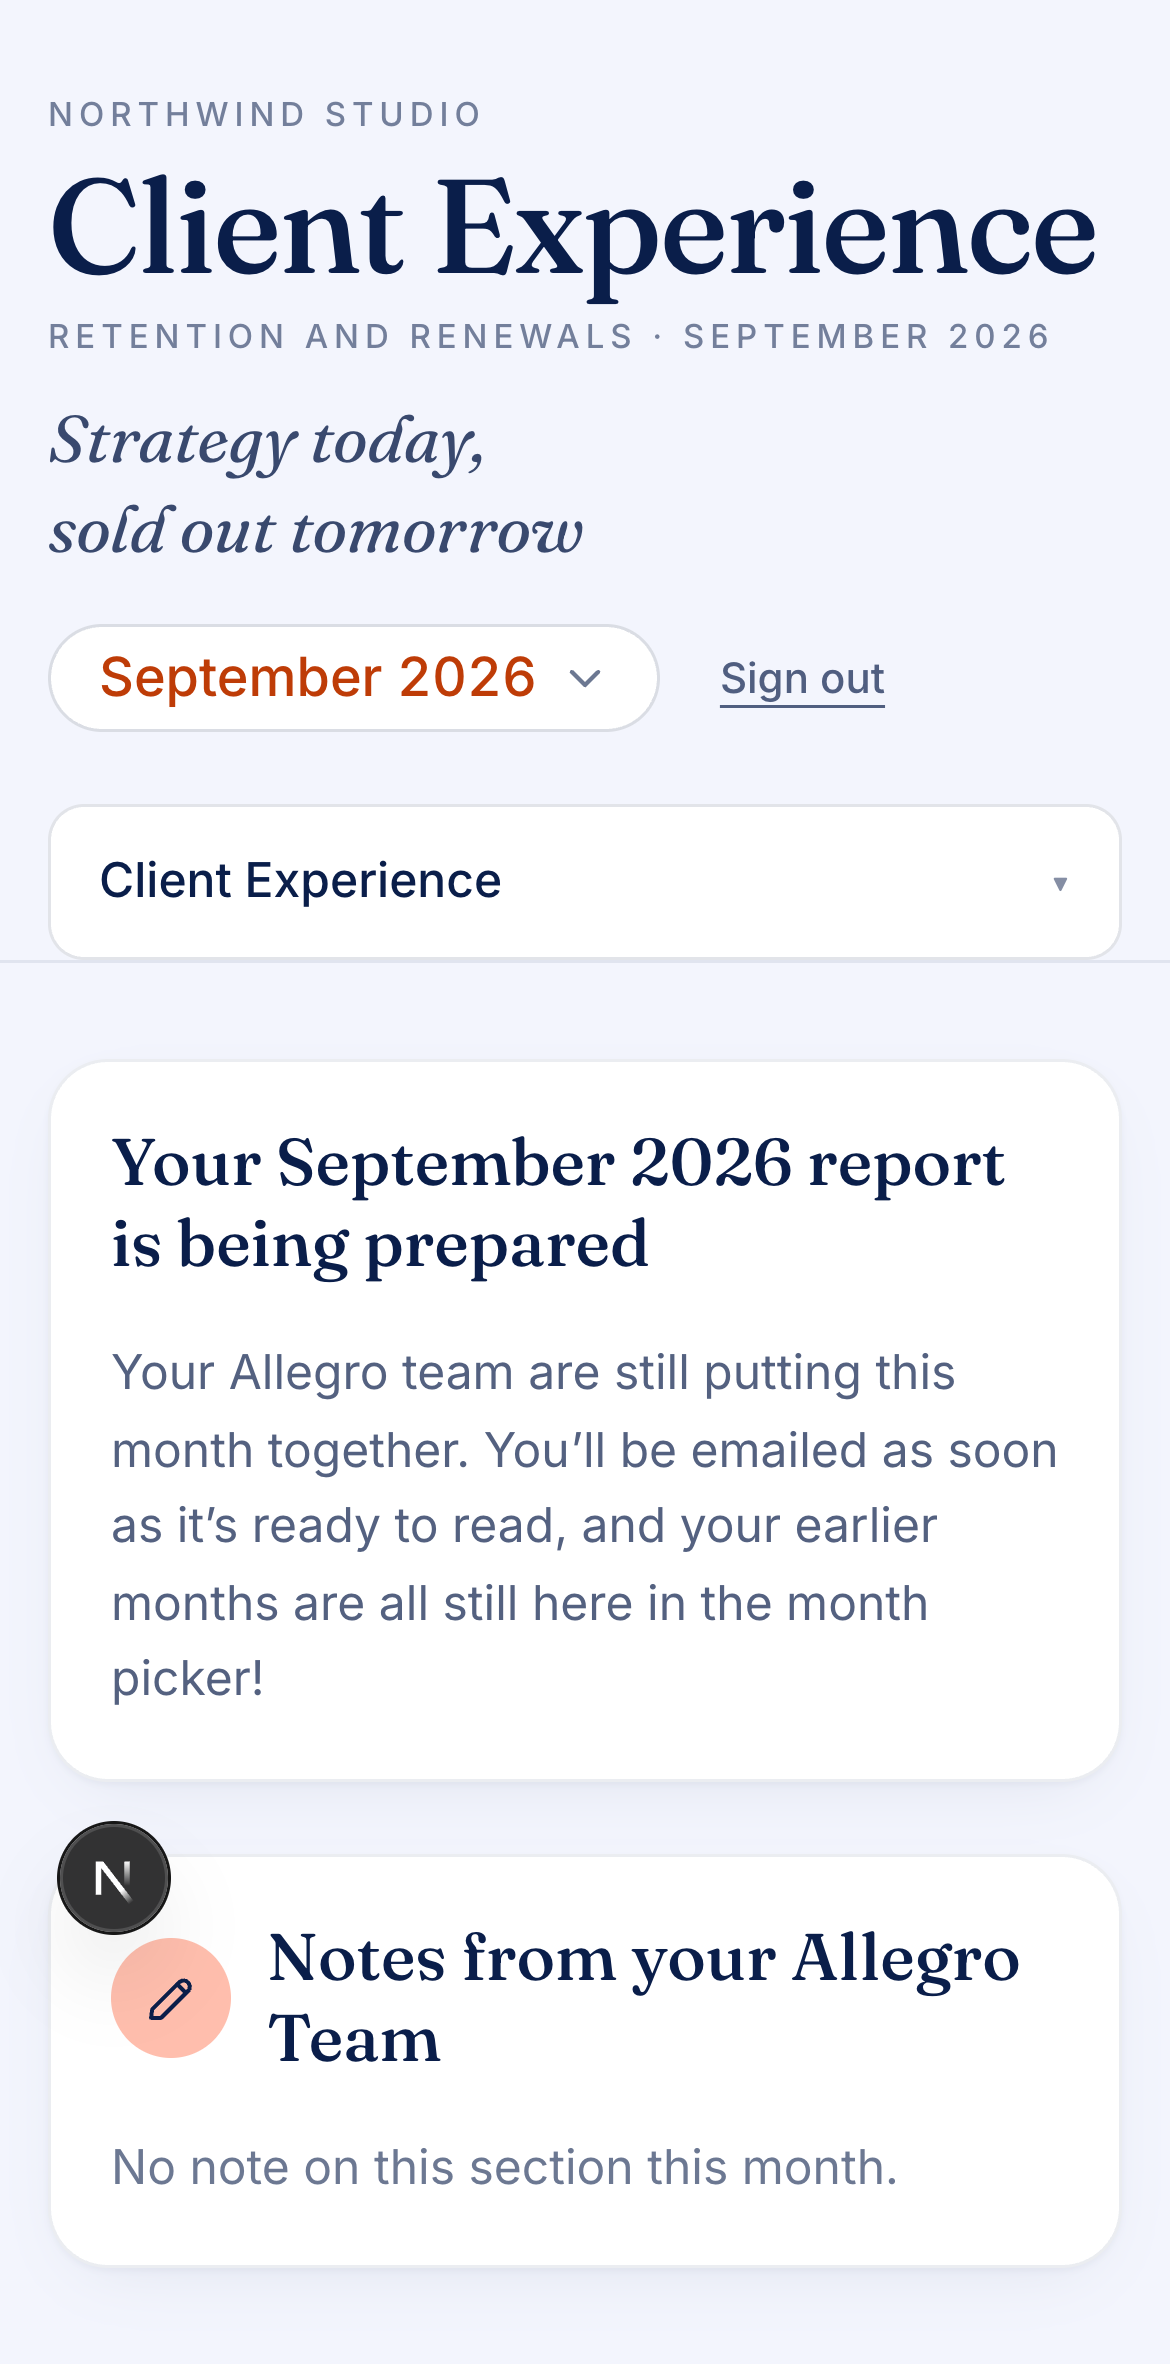 NORTHWIND STUDIO
Client Experience
RETENTION AND RENEWALS · SEPTEMBER 2026
Strategy today,
sold out tomorrow
September 2026
Sign out
Client Experience
Your September 2026 report
is being prepared
Your Allegro team are still putting this
month together. You’ll be emailed as soon
as it’s ready to read, and your earlier
months are all still here in the month
picker!
N
Notes from your Allegro
Team
No note on this section this month.